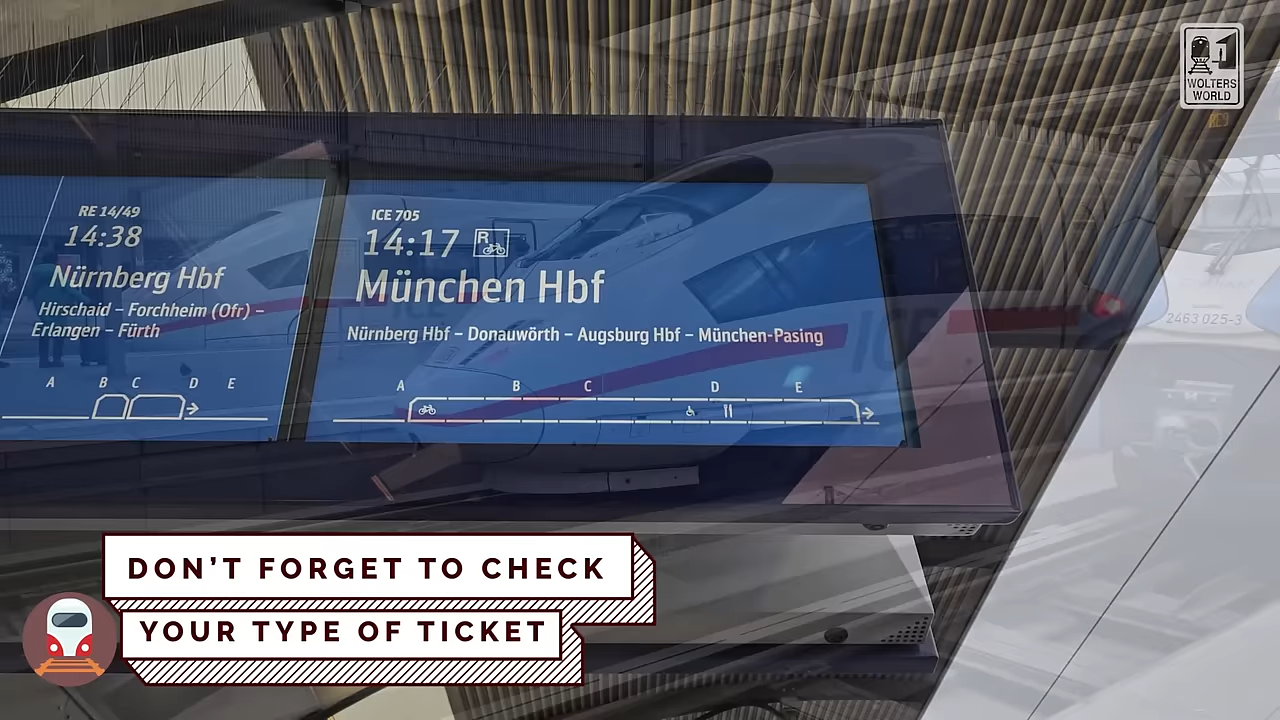 WOLTERS
WORLD
RE 14/49
14:38
Nürnberg Hbf
Hirschaid – Forchheim (Ofr) –
Erlangen – Fürth
A B C D E
ICE 705
14:17 R
München Hbf
Nürnberg Hbf – Donauwörth – Augsburg Hbf – München-Pasing
A B C D E
ICE
ICE
2463 025-3
DON’T FORGET TO CHECK
YOUR TYPE OF TICKET